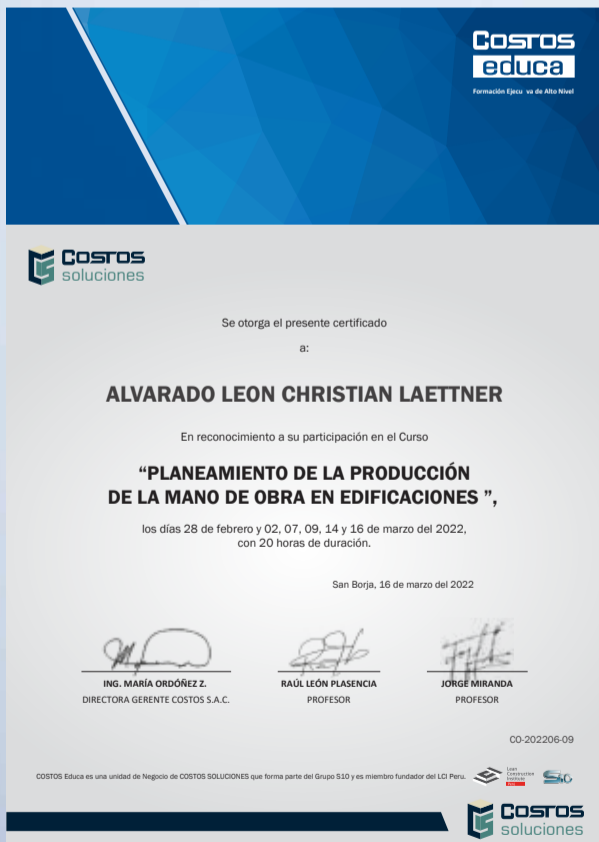 COSTOS
educa
Formación Ejecu va de Alto Nivel
COSTOS
soluciones
Se otorga el presente certificado
a:
ALVARADO LEON CHRISTIAN LAETTNER
En reconocimiento a su participación en el Curso
“PLANEAMIENTO DE LA PRODUCCIÓN
DE LA MANO DE OBRA EN EDIFICACIONES ”,
los días 28 de febrero y 02, 07, 09, 14 y 16 de marzo del 2022,
con 20 horas de duración.
San Borja, 16 de marzo del 2022
ING. MARÍA ORDÓÑEZ Z.
DIRECTORA GERENTE COSTOS S.A.C.
RAÚL LEÓN PLASENCIA
PROFESOR
JORGE MIRANDA
PROFESOR
CO-202206-09
COSTOS Educa es una unidad de Negocio de COSTOS SOLUCIONES que forma parte del Grupo S10 y es miembro fundador del LCI Peru.
Lean
Construction
Institute
S10
COSTOS
soluciones